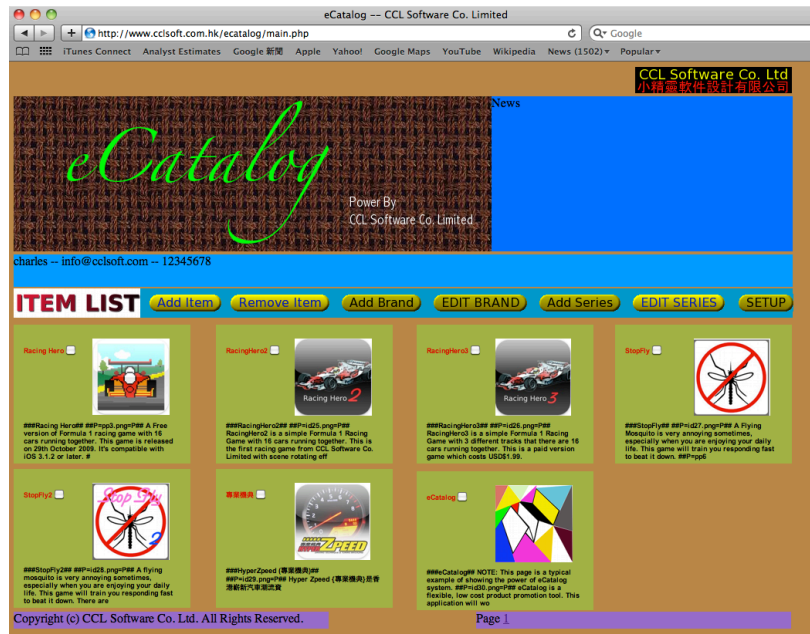 eCatalog -- CCL Software Co. Limited
http://www.cclsoft.com.hk/ecatalog/main.php
Google
iTunes Connect Analyst Estimates Google 新聞 Apple Yahoo! Google Maps YouTube Wikipedia News (1502) Popular
CCL Software Co. Ltd
小精靈軟件設計有限公司
eCatalog
Power By
CCL Software Co. Limited
News
charles -- info@cclsoft.com -- 12345678
ITEM LIST Add Item Remove Item Add Brand EDIT BRAND Add Series EDIT SERIES SETUP
Racing Hero
###Racing Hero## ##P=pp3.png=P## A Free
version of Formula 1 racing game with 16
cars running together. This game is released
on 29th October 2009. It's compatible with
iOS 3.1.2 or later. #
RacingHero2
Racing Hero 2
###RacingHero2## ##P=id25.png=P##
RacingHero2 is a simple Formula 1 Racing
Game with 16 cars running together. This is
the first racing game from CCL Software Co.
Limited with scene rotating eff
RacingHero3
Racing Hero 3
###RacingHero3## ##P=id26.png=P##
RacingHero3 is a simple Formula 1 Racing
Game with 3 different tracks that there are 16
cars running together. This is a paid version
game which costs USD$1.99.
StopFly
###StopFly## ##P=id27.png=P## A Flying
Mosquito is very annoying sometimes,
especially when you are enjoying your daily
life. This game will train you responding fast
to beat it down. ##P=pp6
StopFly2
Stop Fly
2
###StopFly2## ##P=id28.png=P## A flying
mosquito is very annoying sometimes,
especially when you are enjoying your daily
life. This game will train you responding fast
to beat it down. There are
ZPEED
###HyperZpeed {專業機典}##
##P=id29.png=P## Hyper Zpeed {專業機典}是香
港嶄新汽車潮流資
eCatalog
###eCatalog## NOTE: This page is a typical
example of showing the power of eCatalog
system. ##P=id30.png=P## eCatalog is a
flexible, low cost product promotion tool. This
application will wo
Copyright (c) CCL Software Co. Ltd. All Rights Reserved.
Page 1